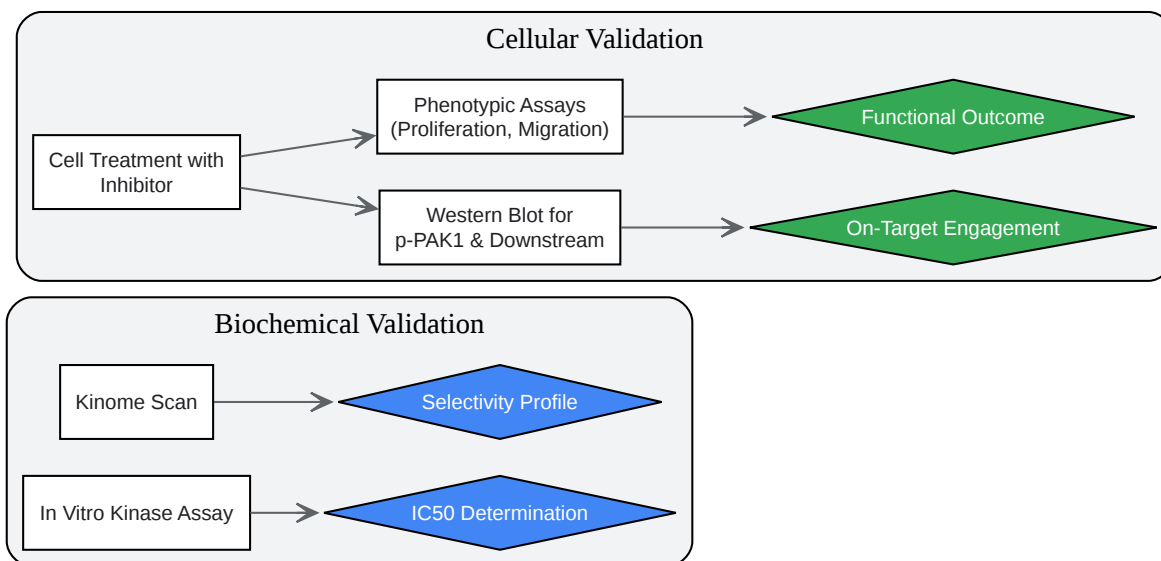 Cellular Validation
Cell Treatment with
Inhibitor
Phenotypic Assays
(Proliferation, Migration)
Functional Outcome
Western Blot for
p-PAK1 & Downstream
On-Target Engagement
Biochemical Validation
Kinome Scan
Selectivity Profile
In Vitro Kinase Assay
IC50 Determination